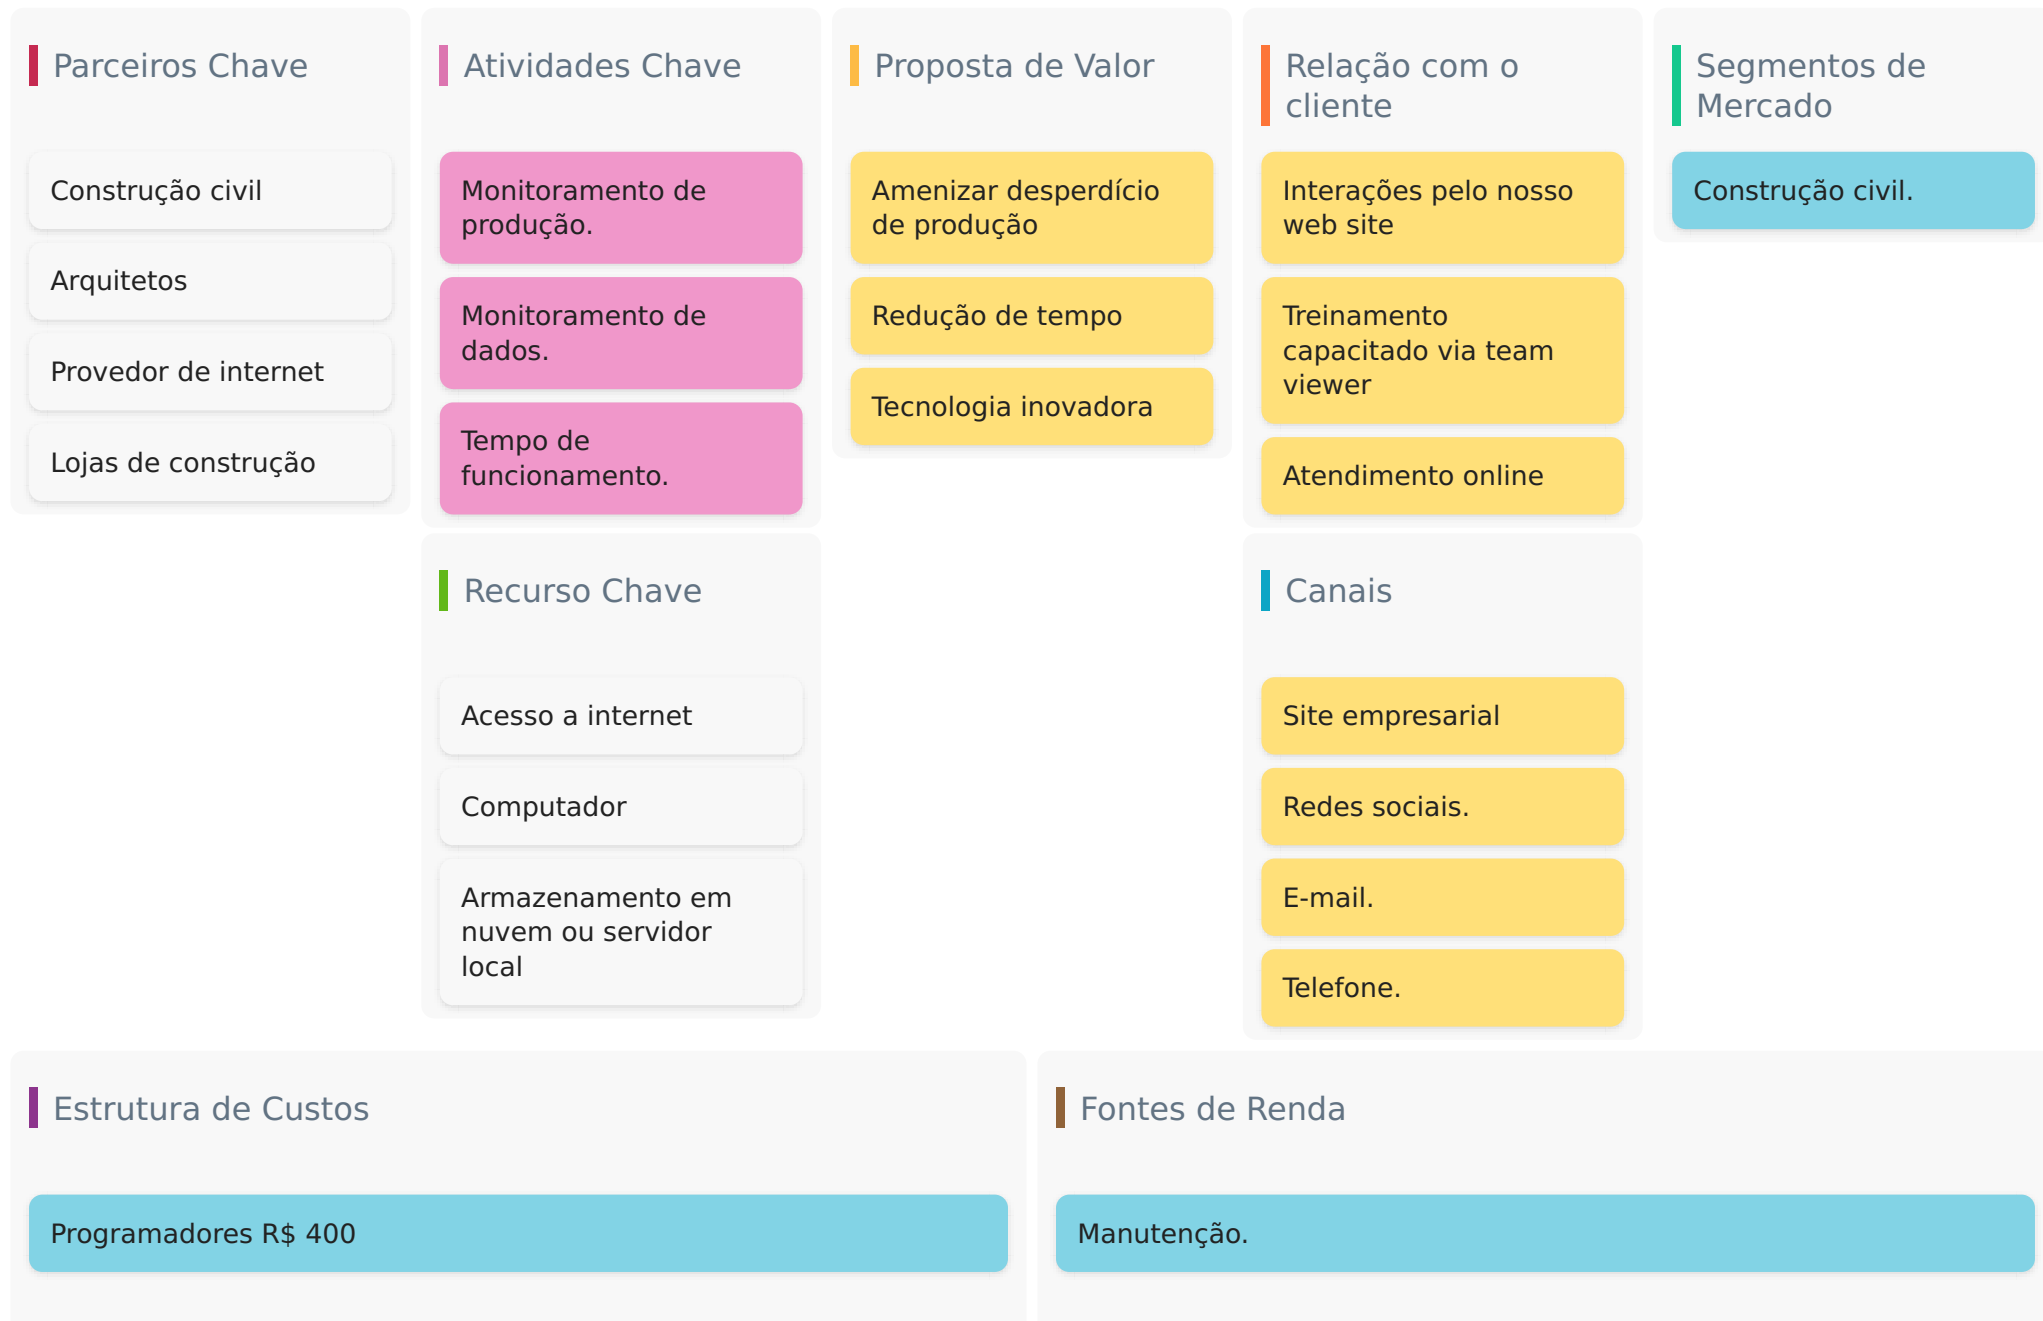 Parceiros Chave
Construção civil
Arquitetos
Provedor de internet
Lojas de construção
Atividades Chave
Monitoramento de
produção.
Monitoramento de
dados.
Tempo de
funcionamento.
Recurso Chave
Acesso a internet
Computador
Armazenamento em
nuvem ou servidor
local
Proposta de Valor
Amenizar desperdício
de produção
Redução de tempo
Tecnologia inovadora
Relação com o
cliente
Interações pelo nosso
web site
Treinamento
capacitado via team
viewer
Atendimento online
Canais
Site empresarial
Redes sociais.
E-mail.
Telefone.
Segmentos de
Mercado
Construção civil.
Estrutura de Custos
Programadores R$ 400
Fontes de Renda
Manutenção.